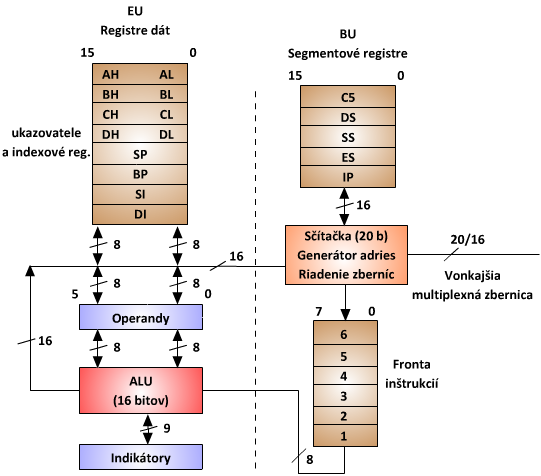 EU
Registre dát
15 0
AH AL
BH BL
CH CL
DH DL
SP
BP
SI
DI
ukazovatele
a indexové reg.
8 8
16
8 8
5 0
Operandy
8 8
16
ALU
(16 bitov)
9
Indikátory
BU
Segmentové registre
15 0
C5
DS
SS
ES
IP
16
Sčítačka (20 b)
Generátor adries
Riadenie zberníc
20/16
Vonkajšia
multiplexná zbernica
7 0
6
5
4
3
2
1
Fronta
inštrukcií
8